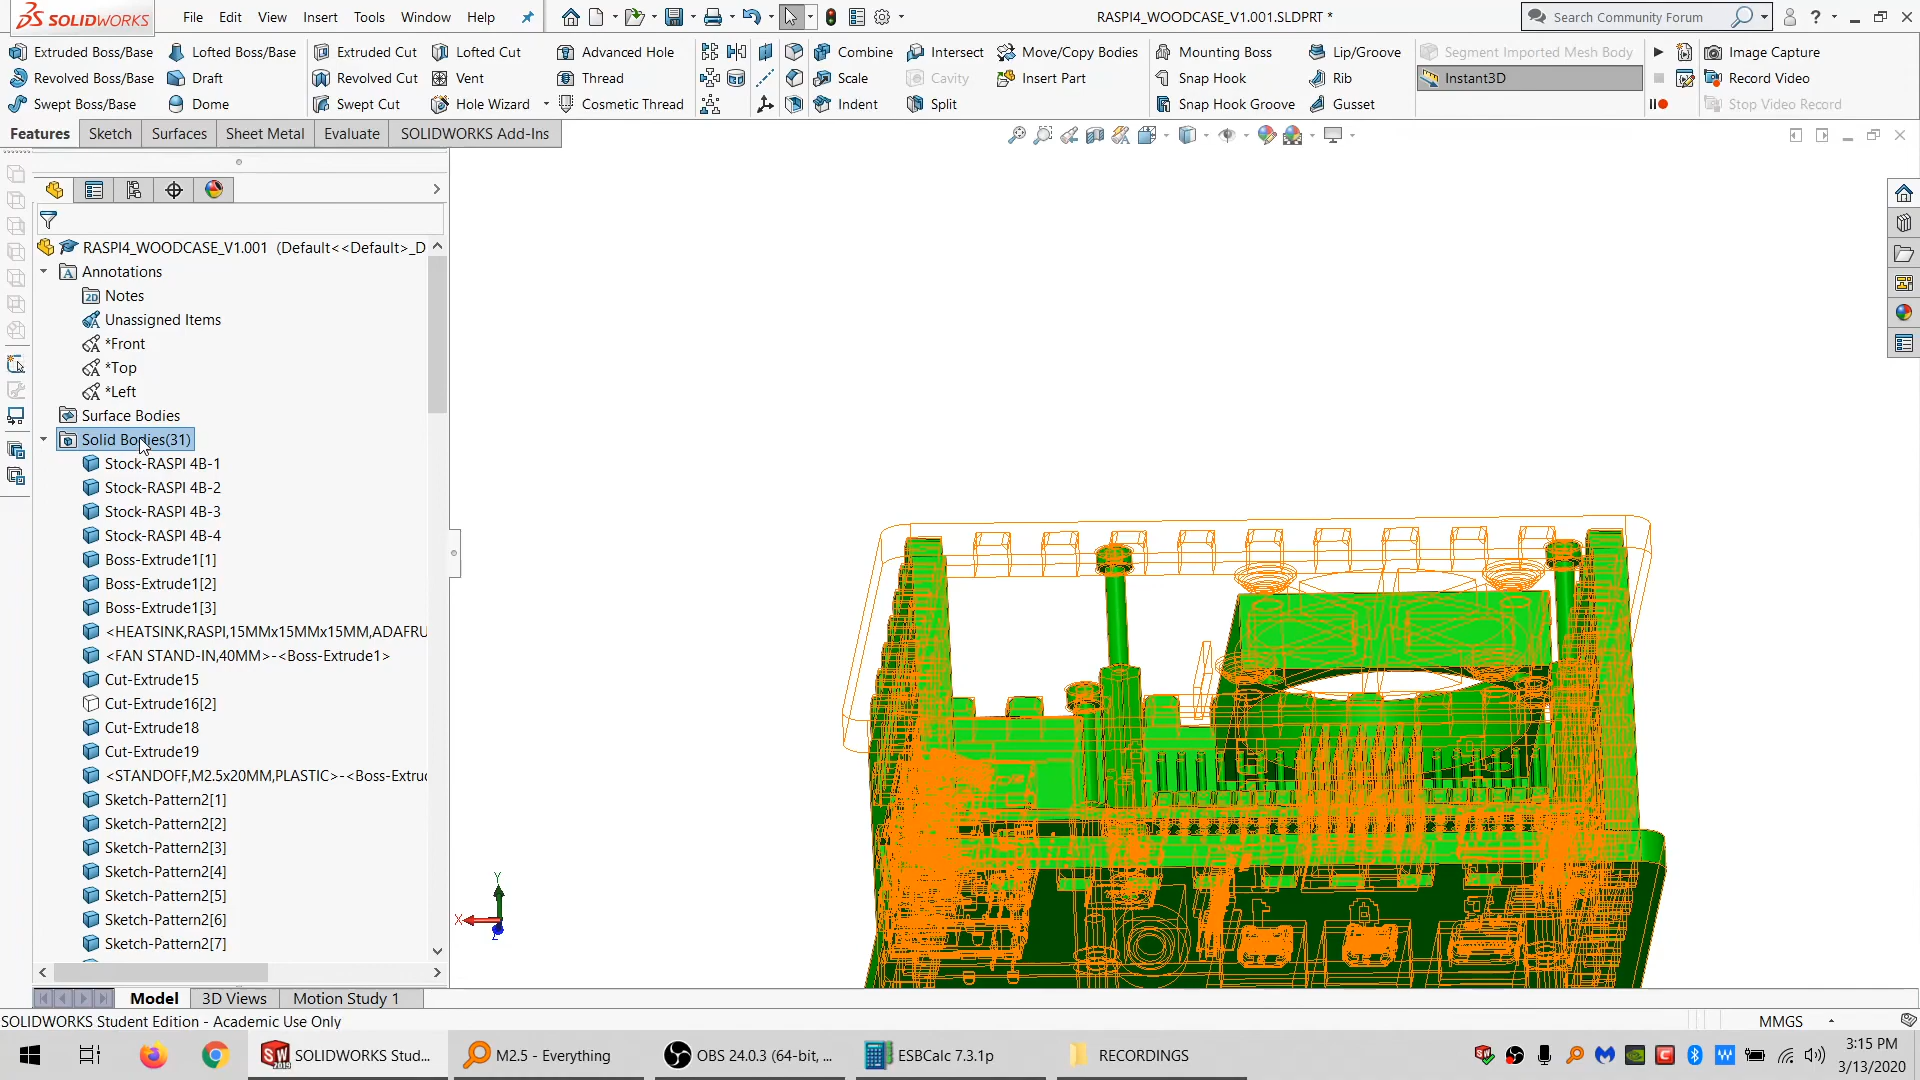 SOLIDWORKS File Edit View Insert Tools Window Help RASPI4_WOODCASE_V1.001.SLDPRT * Search Community Forum ?
Extruded Boss/Base Lofted Boss/Base Extruded Cut Lofted Cut Advanced Hole Combine Intersect Move/Copy Bodies Mounting Boss Lip/Groove Segment Imported Mesh Body Image Capture
Revolved Boss/Base Draft Revolved Cut Vent Thread Scale Cavity Insert Part Snap Hook Rib Instant3D Record Video
Swept Boss/Base Dome Swept Cut Hole Wizard Cosmetic Thread Indent Split Snap Hook Groove Gusset Stop Video Record
Features Sketch Surfaces Sheet Metal Evaluate SOLIDWORKS Add-Ins
RASPI4_WOODCASE_V1.001 (Default<<Default>_D
Annotations
Notes
Unassigned Items
*Front
*Top
*Left
Surface Bodies
Solid Bodies(31)
Stock-RASPI 4B-1
Stock-RASPI 4B-2
Stock-RASPI 4B-3
Stock-RASPI 4B-4
Boss-Extrude1[1]
Boss-Extrude1[2]
Boss-Extrude1[3]
<HEATSINK,RASPI,15MMx15MMx15MM,ADAFRU
<FAN STAND-IN,40MM>-<Boss-Extrude1>
Cut-Extrude15
Cut-Extrude16[2]
Cut-Extrude18
Cut-Extrude19
<STANDOFF,M2.5x20MM,PLASTIC>-<Boss-Extruc
Sketch-Pattern2[1]
Sketch-Pattern2[2]
Sketch-Pattern2[3]
Sketch-Pattern2[4]
Sketch-Pattern2[5]
Sketch-Pattern2[6]
Sketch-Pattern2[7]
Y
X
Z
Model 3D Views Motion Study 1
SOLIDWORKS Student Edition - Academic Use Only MMGS
SW 2019 SOLIDWORKS Stud... M2.5 - Everything OBS 24.0.3 (64-bit, ... ESBCalc 7.3.1p RECORDINGS 3:15 PM
3/13/2020